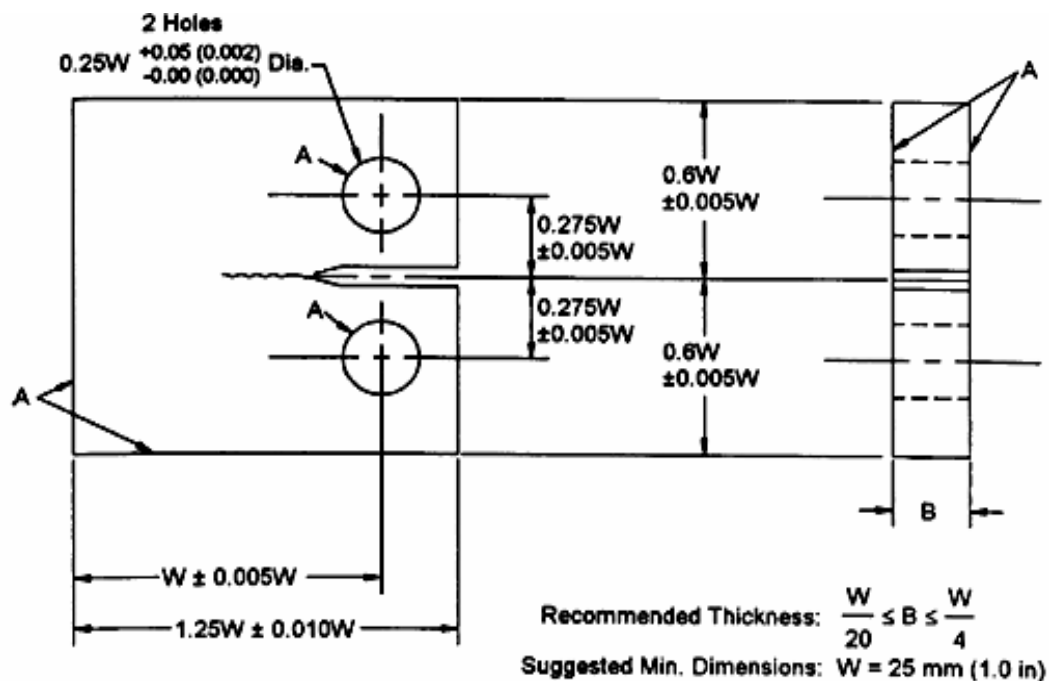 2 Holes
0.25W +0.05 (0.002) Dia.
-0.00 (0.000)
A
A
0.6W
±0.005W
0.275W
±0.005W
A
0.275W
±0.005W
0.6W
±0.005W
A
B
W ± 0.005W
1.25W ± 0.010W
Recommended Thickness: W/20 ≤ B ≤ W/4
Suggested Min. Dimensions: W = 25 mm (1.0 in)